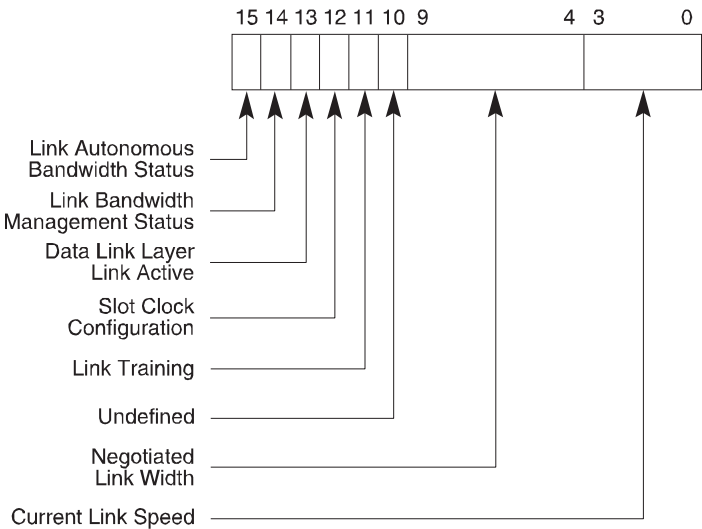 15 14 13 12 11 10 9 4 3 0
Link Autonomous
Bandwidth Status
Link Bandwidth
Management Status
Data Link Layer
Link Active
Slot Clock
Configuration
Link Training
Undefined
Negotiated
Link Width
Current Link Speed